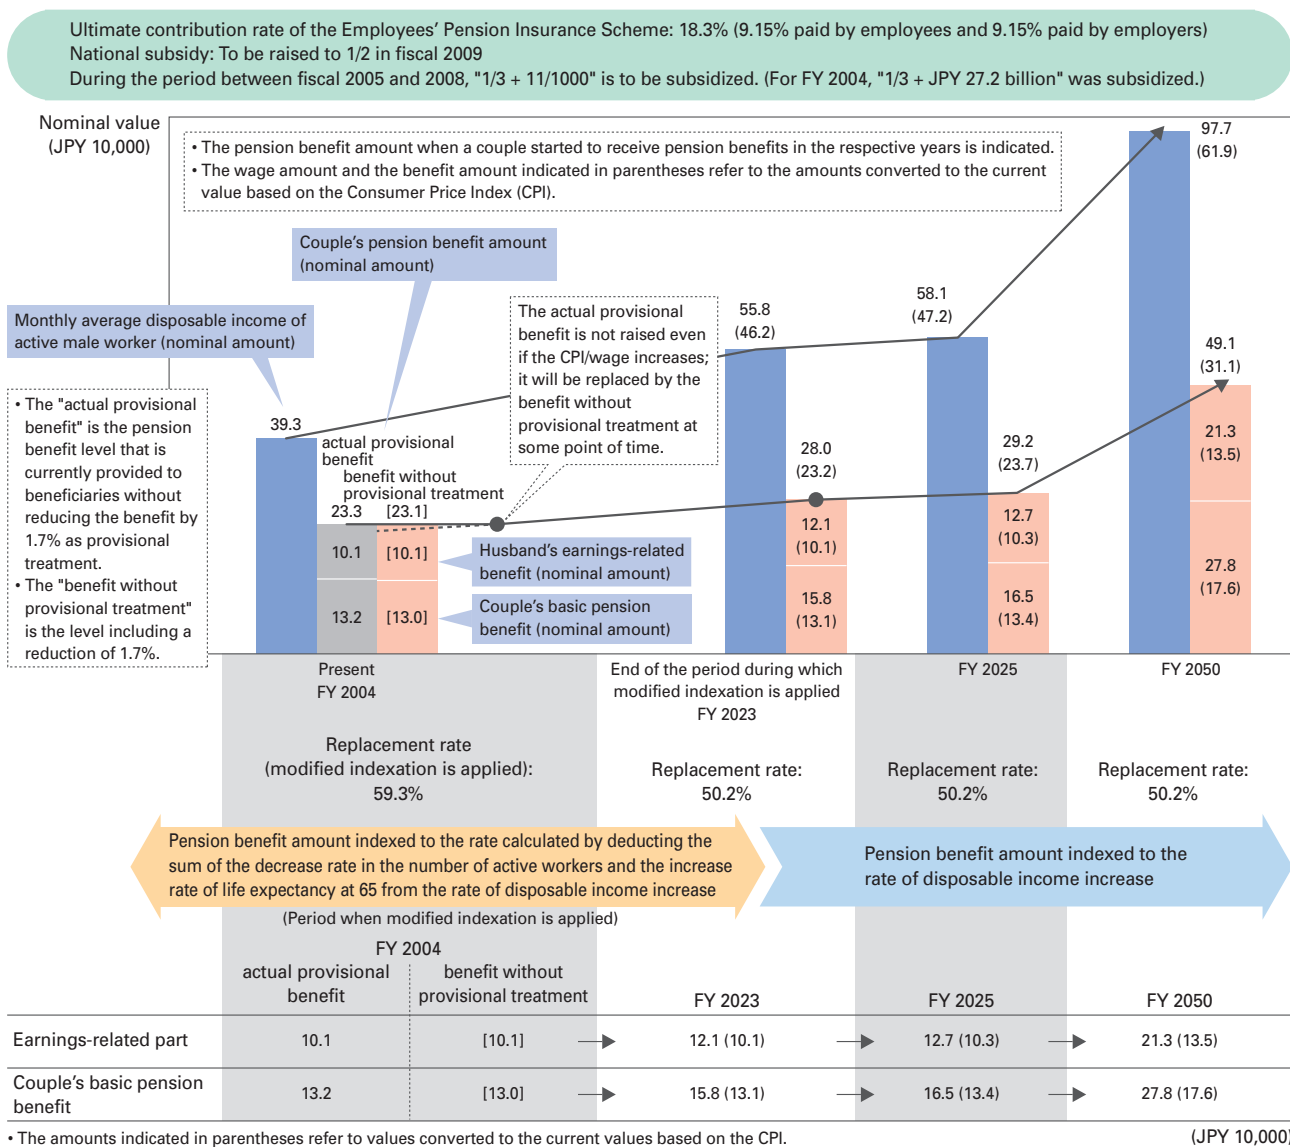 Ultimate contribution rate of the Employees' Pension Insurance Scheme: 18.3% (9.15% paid by employees and 9.15% paid by employers)
National subsidy: To be raised to 1/2 in fiscal 2009
During the period between fiscal 2005 and 2008, "1/3 + 11/1000" is to be subsidized. (For FY 2004, "1/3 + JPY 27.2 billion" was subsidized.)
Nominal value
(JPY 10,000)
• The pension benefit amount when a couple started to receive pension benefits in the respective years is indicated.
• The wage amount and the benefit amount indicated in parentheses refer to the amounts converted to the current
value based on the Consumer Price Index (CPI).
97.7
(61.9)
Couple's pension benefit amount
(nominal amount)
Monthly average disposable income of
active male worker (nominal amount)
The actual provisional
benefit is not raised even
if the CPI/wage increases;
it will be replaced by the
benefit without
provisional treatment at
some point of time.
55.8
(46.2)
58.1
(47.2)
49.1
(31.1)
• The "actual provisional
benefit" is the pension
benefit level that is
currently provided to
beneficiaries without
reducing the benefit by
1.7% as provisional
treatment.
• The "benefit without
provisional treatment"
is the level including a
reduction of 1.7%.
39.3
actual provisional
benefit
benefit without
provisional treatment
23.3
[23.1]
28.0
(23.2)
29.2
(23.7)
21.3
(13.5)
10.1
[10.1]
Husband's earnings-related
benefit (nominal amount)
12.1
(10.1)
12.7
(10.3)
27.8
(17.6)
13.2
[13.0]
Couple's basic pension
benefit (nominal amount)
15.8
(13.1)
16.5
(13.4)
Present
FY 2004
End of the period during which
modified indexation is applied
FY 2023
FY 2025
FY 2050
Replacement rate
(modified indexation is applied):
59.3%
Replacement rate:
50.2%
Replacement rate:
50.2%
Replacement rate:
50.2%
Pension benefit amount indexed to the rate calculated by deducting the
sum of the decrease rate in the number of active workers and the increase
rate of life expectancy at 65 from the rate of disposable income increase
Pension benefit amount indexed to the
rate of disposable income increase
(Period when modified indexation is applied)
FY 2004
actual provisional
benefit
benefit without
provisional treatment
FY 2023
FY 2025
FY 2050
Earnings-related part 10.1 [10.1] 12.1 (10.1) 12.7 (10.3) 21.3 (13.5)
Couple's basic pension
benefit
13.2 [13.0] 15.8 (13.1) 16.5 (13.4) 27.8 (17.6)
• The amounts indicated in parentheses refer to values converted to the current values based on the CPI.
(JPY 10,000)